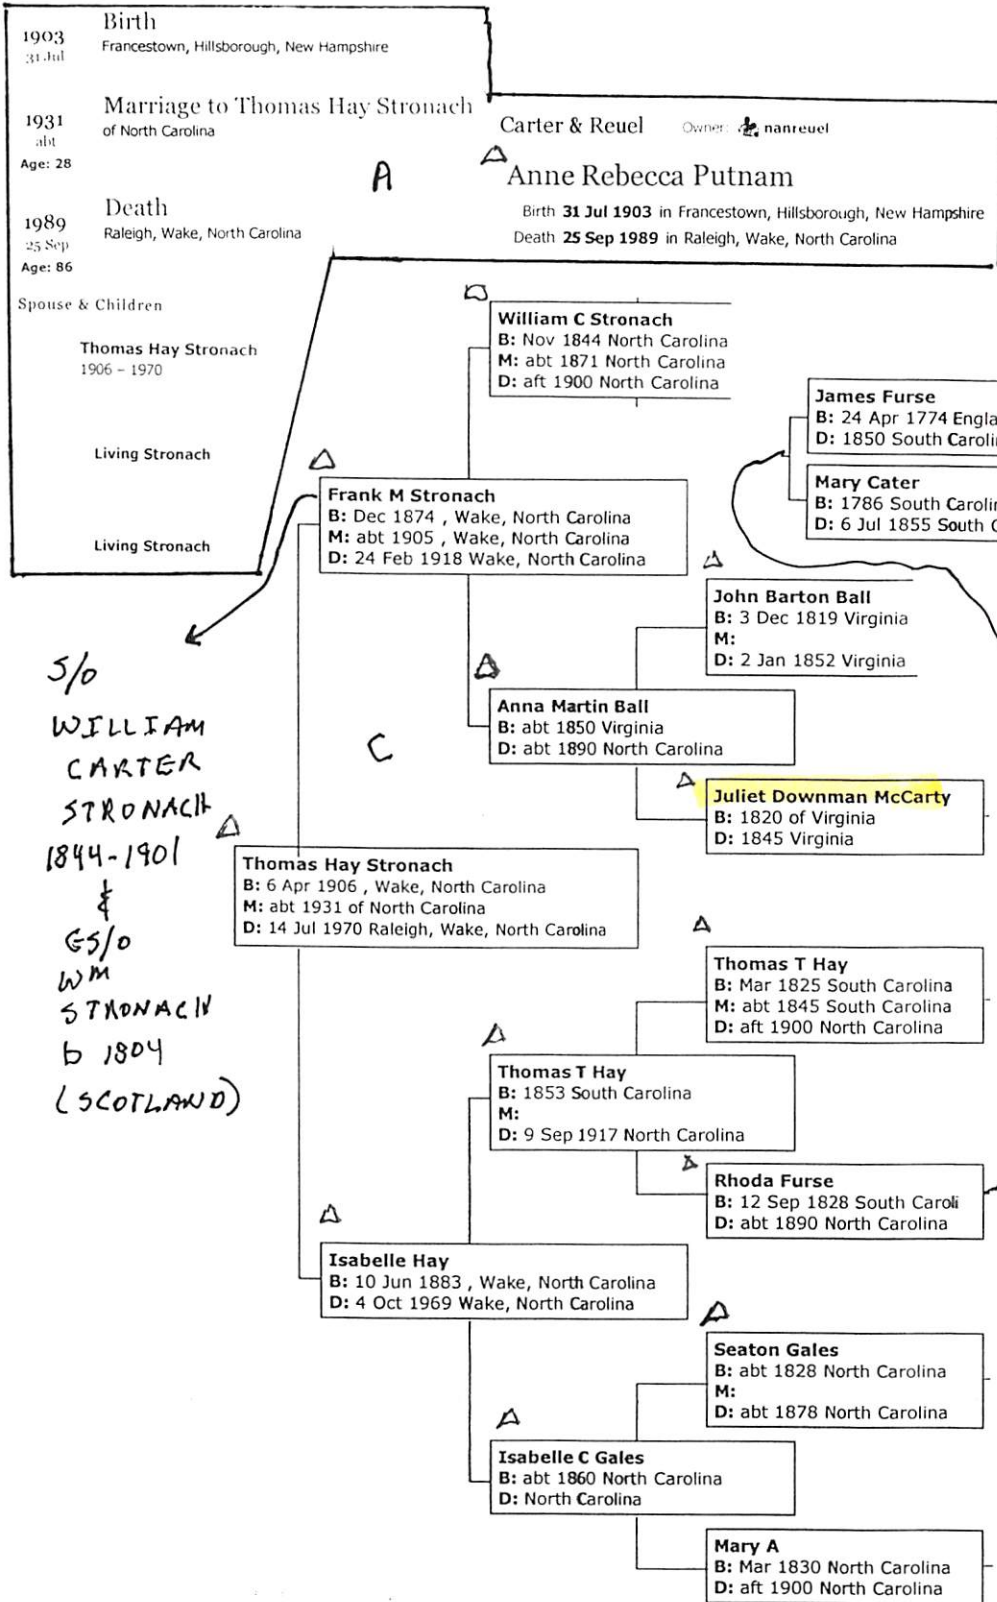 1903
31 Jul
Birth
Francestown, Hillsborough, New Hampshire
1931
abt
Age: 28
Marriage to Thomas Hay Stronach
of North Carolina
1989
25 Sep
Age: 86
Death
Raleigh, Wake, North Carolina
Spouse & Children
Thomas Hay Stronach
1906 – 1970
Living Stronach
Living Stronach
A
Carter & Reuel Owner: nanreuel
Anne Rebecca Putnam
Birth 31 Jul 1903 in Francestown, Hillsborough, New Hampshire
Death 25 Sep 1989 in Raleigh, Wake, North Carolina
William C Stronach
B: Nov 1844 North Carolina
M: abt 1871 North Carolina
D: aft 1900 North Carolina
James Furse
B: 24 Apr 1774 Engla
D: 1850 South Caroli
Mary Cater
B: 1786 South Carolin
D: 6 Jul 1855 South C
Frank M Stronach
B: Dec 1874 , Wake, North Carolina
M: abt 1905 , Wake, North Carolina
D: 24 Feb 1918 Wake, North Carolina
John Barton Ball
B: 3 Dec 1819 Virginia
M:
D: 2 Jan 1852 Virginia
Anna Martin Ball
B: abt 1850 Virginia
D: abt 1890 North Carolina
Juliet Downman McCarty
B: 1820 of Virginia
D: 1845 Virginia
C
S/O
WILLIAM
CARTER
STRONACH
1844-1901
&
GS/O
WM
STRONACH
b 1804
(SCOTLAND)
Thomas Hay Stronach
B: 6 Apr 1906 , Wake, North Carolina
M: abt 1931 of North Carolina
D: 14 Jul 1970 Raleigh, Wake, North Carolina
Thomas T Hay
B: Mar 1825 South Carolina
M: abt 1845 South Carolina
D: aft 1900 North Carolina
Thomas T Hay
B: 1853 South Carolina
M:
D: 9 Sep 1917 North Carolina
Rhoda Furse
B: 12 Sep 1828 South Caroli
D: abt 1890 North Carolina
Isabelle Hay
B: 10 Jun 1883 , Wake, North Carolina
D: 4 Oct 1969 Wake, North Carolina
Seaton Gales
B: abt 1828 North Carolina
M:
D: abt 1878 North Carolina
Isabelle C Gales
B: abt 1860 North Carolina
D: North Carolina
Mary A
B: Mar 1830 North Carolina
D: aft 1900 North Carolina